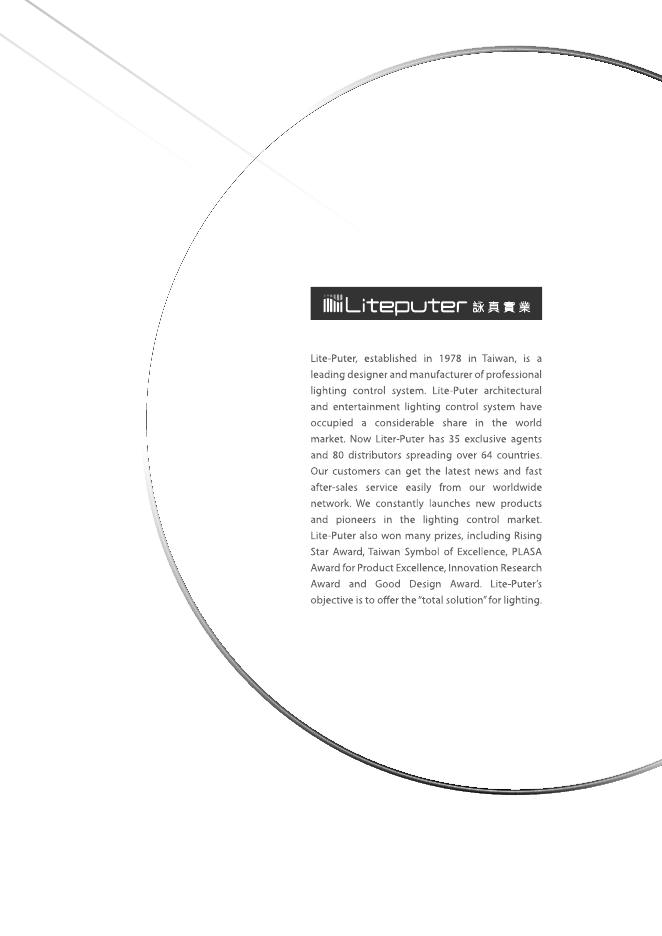 Liteputer 詠真實業
Lite-Puter, established in 1978 in Taiwan, is a
leading designer and manufacturer of professional
lighting control system. Lite-Puter architectural
and entertainment lighting control system have
occupied a considerable share in the world
market. Now Liter-Puter has 35 exclusive agents
and 80 distributors spreading over 64 countries.
Our customers can get the latest news and fast
after-sales service easily from our worldwide
network. We constantly launches new products
and pioneers in the lighting control market.
Lite-Puter also won many prizes, including Rising
Star Award, Taiwan Symbol of Excellence, PLASA
Award for Product Excellence, Innovation Research
Award and Good Design Award. Lite-Puter’s
objective is to offer the “total solution” for lighting.